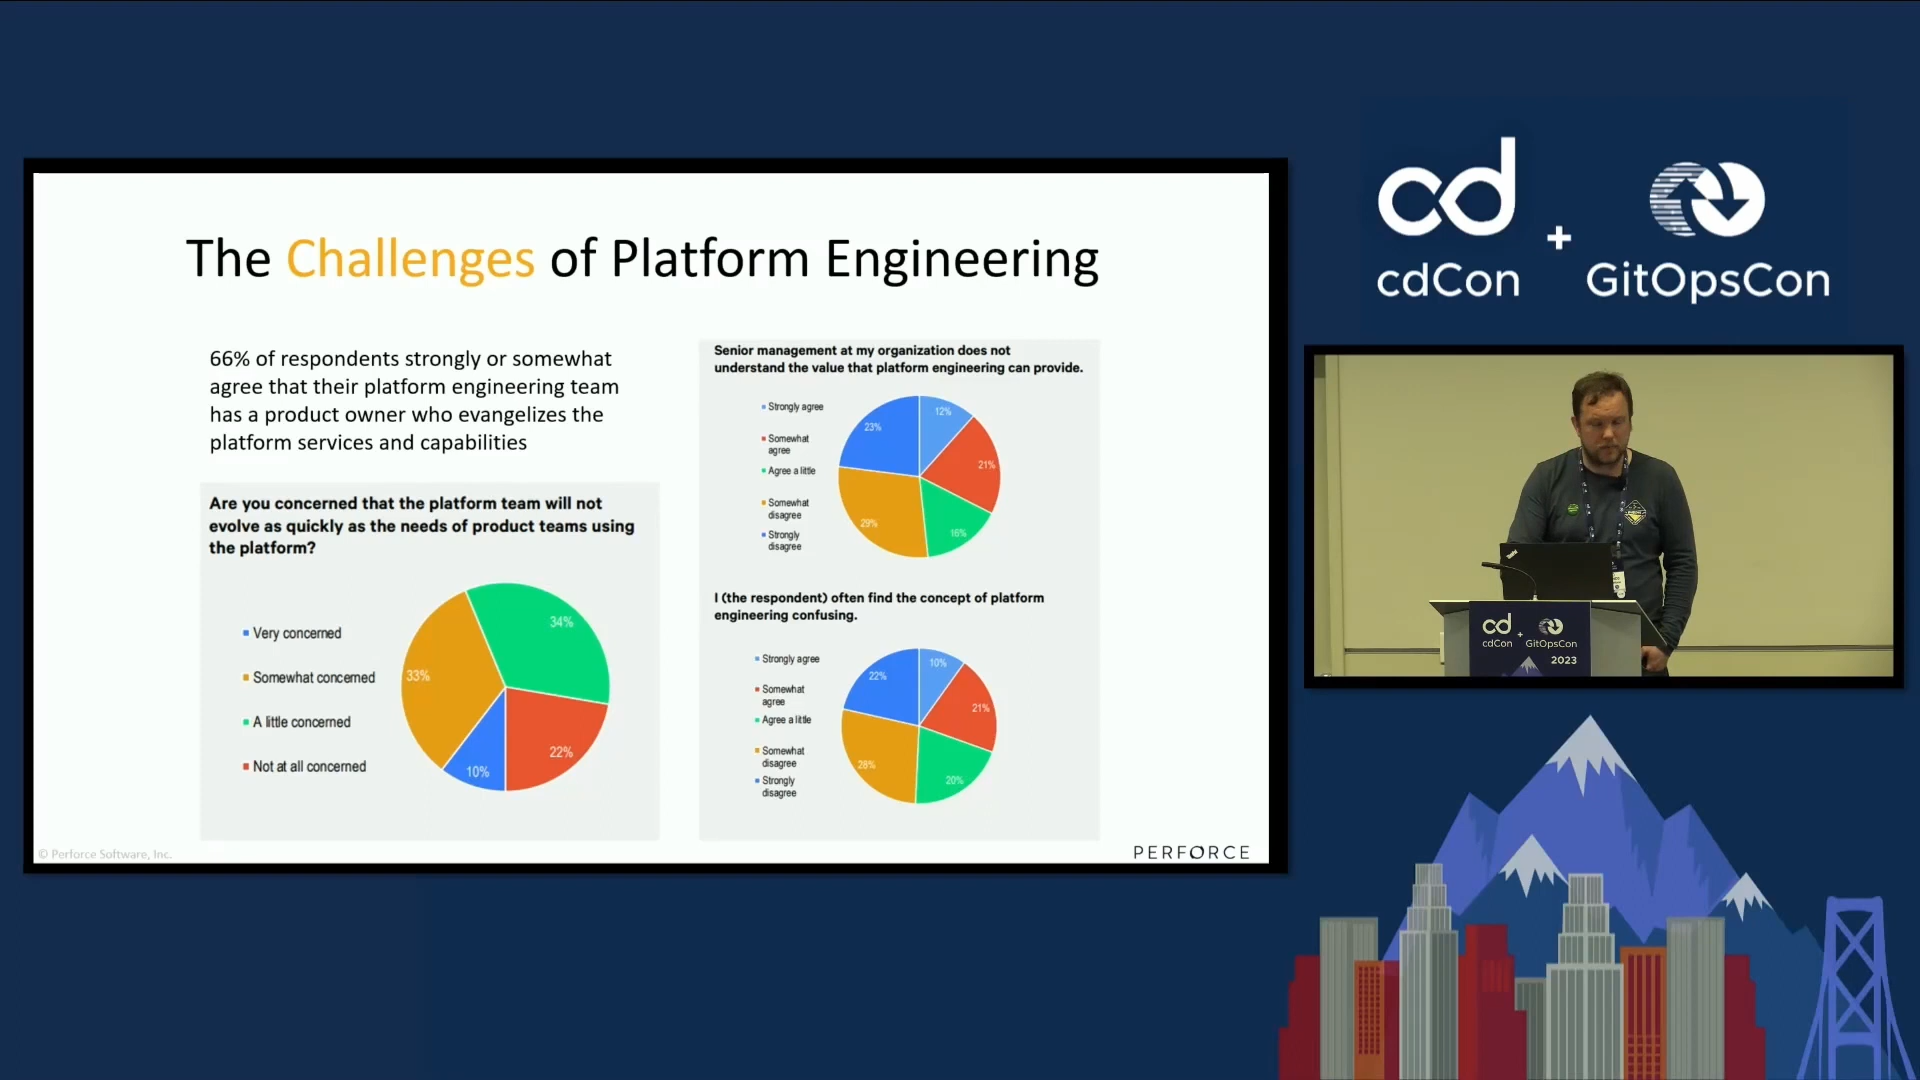 The Challenges of Platform Engineering
66% of respondents strongly or somewhat
agree that their platform engineering team
has a product owner who evangelizes the
platform services and capabilities
Are you concerned that the platform team will not
evolve as quickly as the needs of product teams using
the platform?
Very concerned
Somewhat concerned
A little concerned
Not at all concerned
34%
33%
22%
10%
Senior management at my organization does not
understand the value that platform engineering can provide.
Strongly agree
Somewhat
agree
Agree a little
Somewhat
disagree
Strongly
disagree
12%
23%
21%
29%
16%
I (the respondent) often find the concept of platform
engineering confusing.
Strongly agree
Somewhat
agree
Agree a little
Somewhat
disagree
Strongly
disagree
10%
22%
21%
28%
20%
© Perforce Software, Inc.
PERFORCE
cd
cdCon + GitOpsCon
cd
cdCon + GitOpsCon
2023